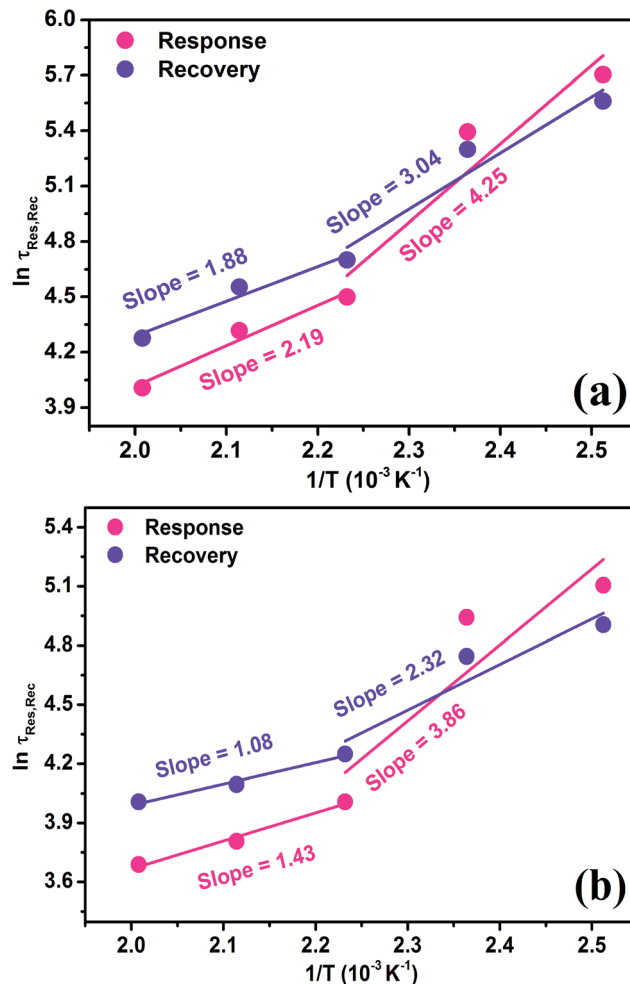 6.0
5.7
5.4
5.1
4.8
4.5
4.2
3.9
ln τRes,Rec
Response
Recovery
Slope = 1.88
Slope = 3.04
Slope = 4.25
Slope = 2.19
(a)
2.0
2.1
2.2
2.3
2.4
2.5
1/T (10⁻³ K⁻¹)
5.4
5.1
4.8
4.5
4.2
3.9
3.6
ln τRes,Rec
Response
Recovery
Slope = 1.08
Slope = 2.32
Slope = 3.86
Slope = 1.43
(b)
2.0
2.1
2.2
2.3
2.4
2.5
1/T (10⁻³ K⁻¹)